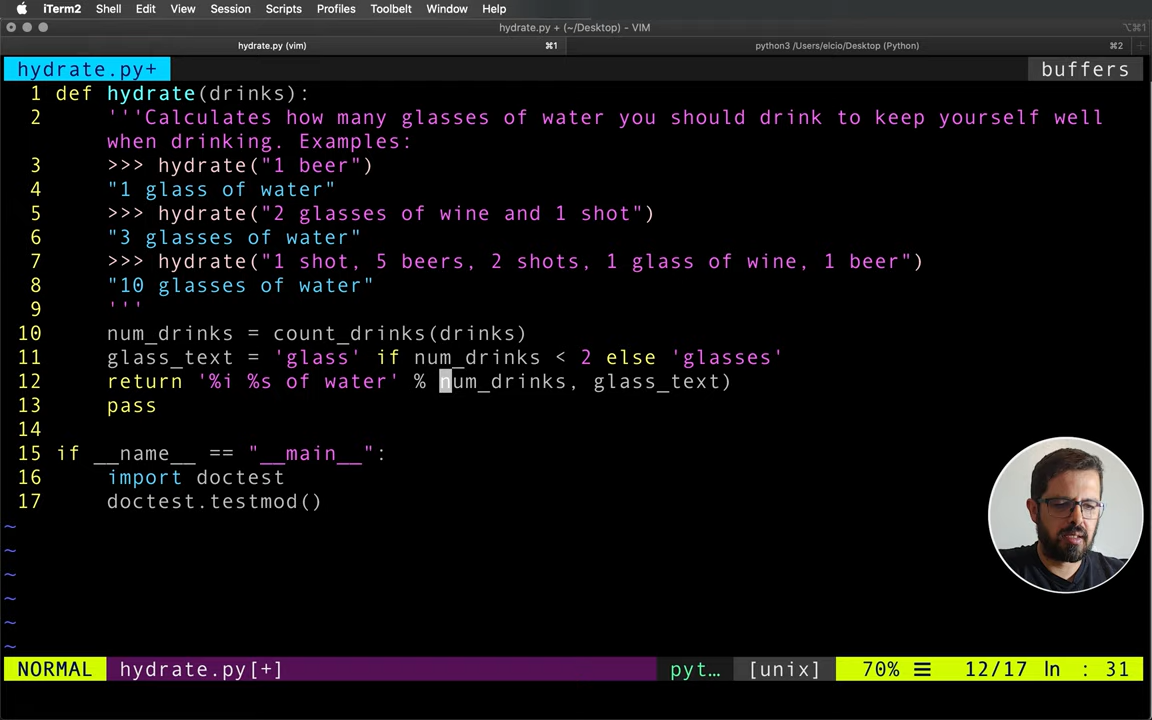 iTerm2 Shell Edit View Session Scripts Profiles Toolbelt Window Help
hydrate.py + (~/Desktop) - VIM ⌥⌘1
hydrate.py (vim) ⌘1 python3 /Users/elcio/Desktop (Python) ⌘2 +
hydrate.py+ buffers
1 def hydrate(drinks):
2 '''Calculates how many glasses of water you should drink to keep yourself well
when drinking. Examples:
3 >>> hydrate("1 beer")
4 "1 glass of water"
5 >>> hydrate("2 glasses of wine and 1 shot")
6 "3 glasses of water"
7 >>> hydrate("1 shot, 5 beers, 2 shots, 1 glass of wine, 1 beer")
8 "10 glasses of water"
9 '''
10 num_drinks = count_drinks(drinks)
11 glass_text = 'glass' if num_drinks < 2 else 'glasses'
12 return '%i %s of water' % num_drinks, glass_text)
13 pass
14
15 if __name__ == "__main__":
16 import doctest
17 doctest.testmod()
~
~
~
~
~
~
NORMAL hydrate.py[+] pyt… [unix] 70% ☰ 12/17 ln : 31